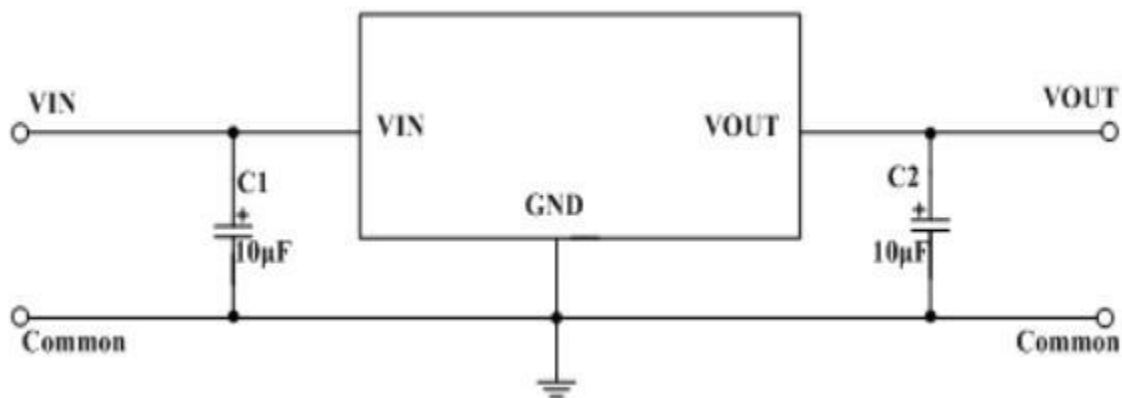 VIN
VOUT
VIN
VOUT
C1
C2
+
+
GND
10μF
10μF
Common
Common